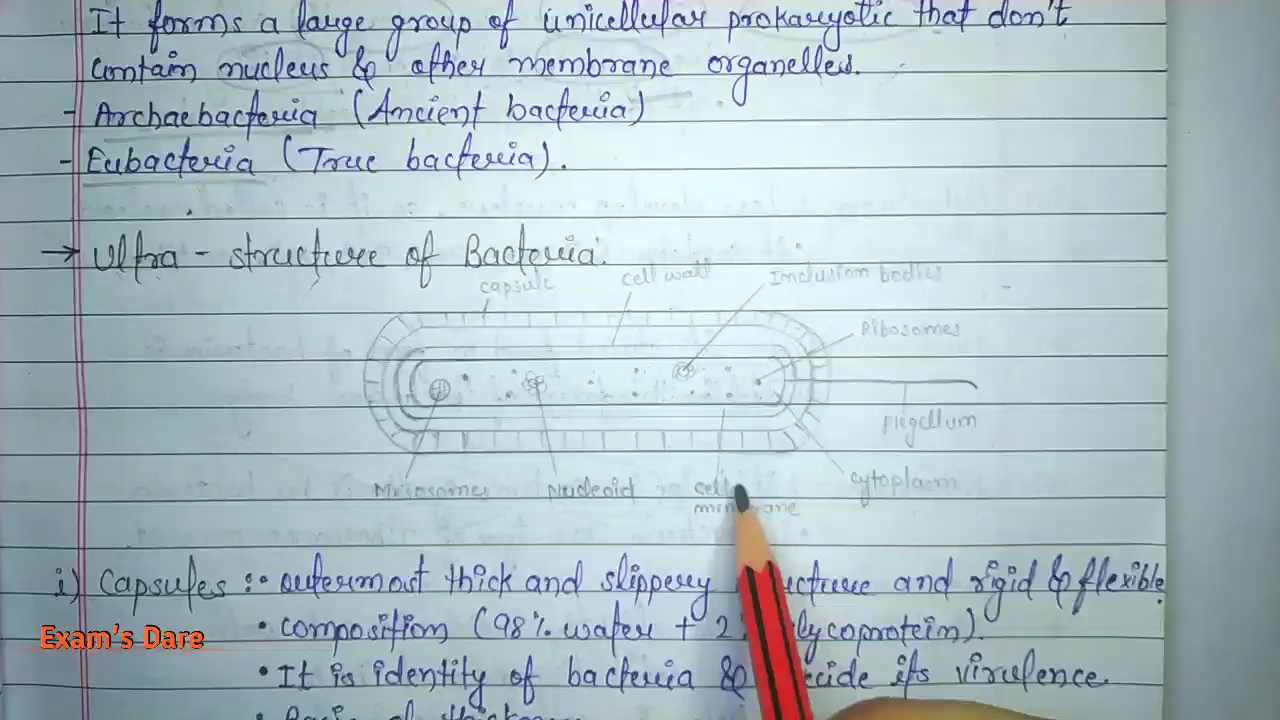 It forms a large group of unicellular prokaryotic that don't
contain nucleus & other membrane organelles.
- Archaebacteria (Ancient bacteria)
- Eubacteria (True bacteria).
→ Ultra - structure of Bacteria:
capsule
cell wall
Inclusion bodies
Ribosomes
Flagellum
cytoplasm
Nucleoid
cell
i) Capsules :• outermost thick and slippery and rigid & flexible
• composition (98% water + 2
• It is identity of bacteria & its virulence.
Exam's Dare